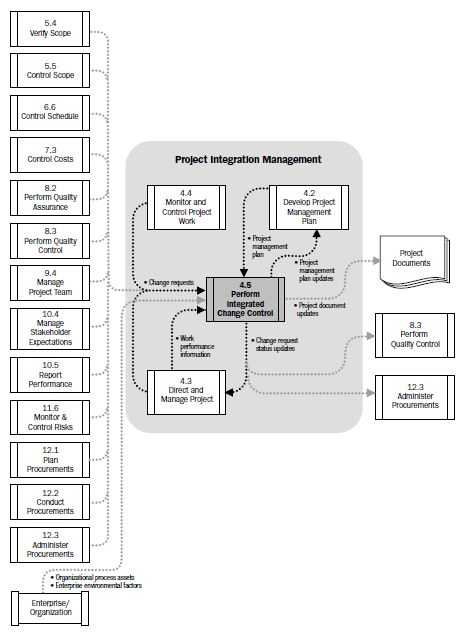 5.4
Verify Scope
5.5
Control Scope
6.6
Control Schedule
7.3
Control Costs
8.2
Perform Quality
Assurance
8.3
Perform Quality
Control
9.4
Manage
Project Team
10.4
Manage
Stakeholder
Expectations
10.5
Report
Performance
11.6
Monitor &
Control Risks
12.1
Plan
Procurements
12.2
Conduct
Procurements
12.3
Administer
Procurements
Enterprise/
Organization
• Organizational process assets
• Enterprise environmental factors
Project Integration Management
4.4
Monitor and
Control Project
Work
4.2
Develop Project
Management
Plan
• Project
management
plan
• Project
management
plan updates
• Change requests
4.5
Perform
Integrated
Change Control
• Project document
updates
• Work
performance
information
• Change request
status updates
4.3
Direct and
Manage Project
Project
Documents
8.3
Perform
Quality Control
12.3
Administer
Procurements